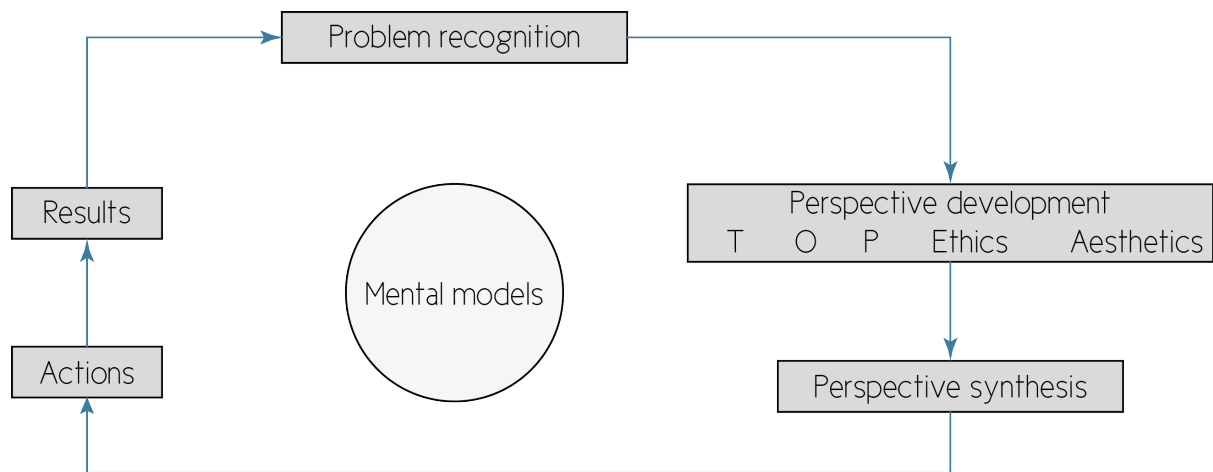 Problem recognition
Perspective development
T O P Ethics Aesthetics
Results
Mental models
Actions
Perspective synthesis